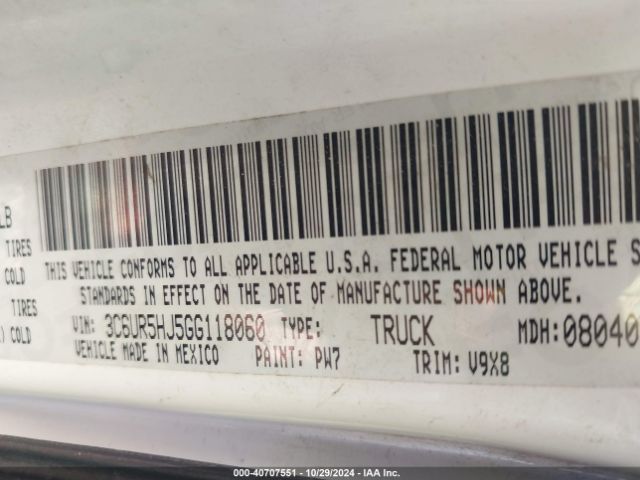 LB
TIRES
COLD
TIRES
) COLD
THIS VEHICLE CONFORMS TO ALL APPLICABLE U.S.A. FEDERAL MOTOR VEHICLE S
STANDARDS IN EFFECT ON THE DATE OF MANUFACTURE SHOWN ABOVE.
VIN: 3C6UR5HJ5GG118060 TYPE: TRUCK MDH:08040
VEHICLE MADE IN MEXICO PAINT: PW7 TRIM: V9X8
000-40707551 - 10/29/2024 - IAA Inc.